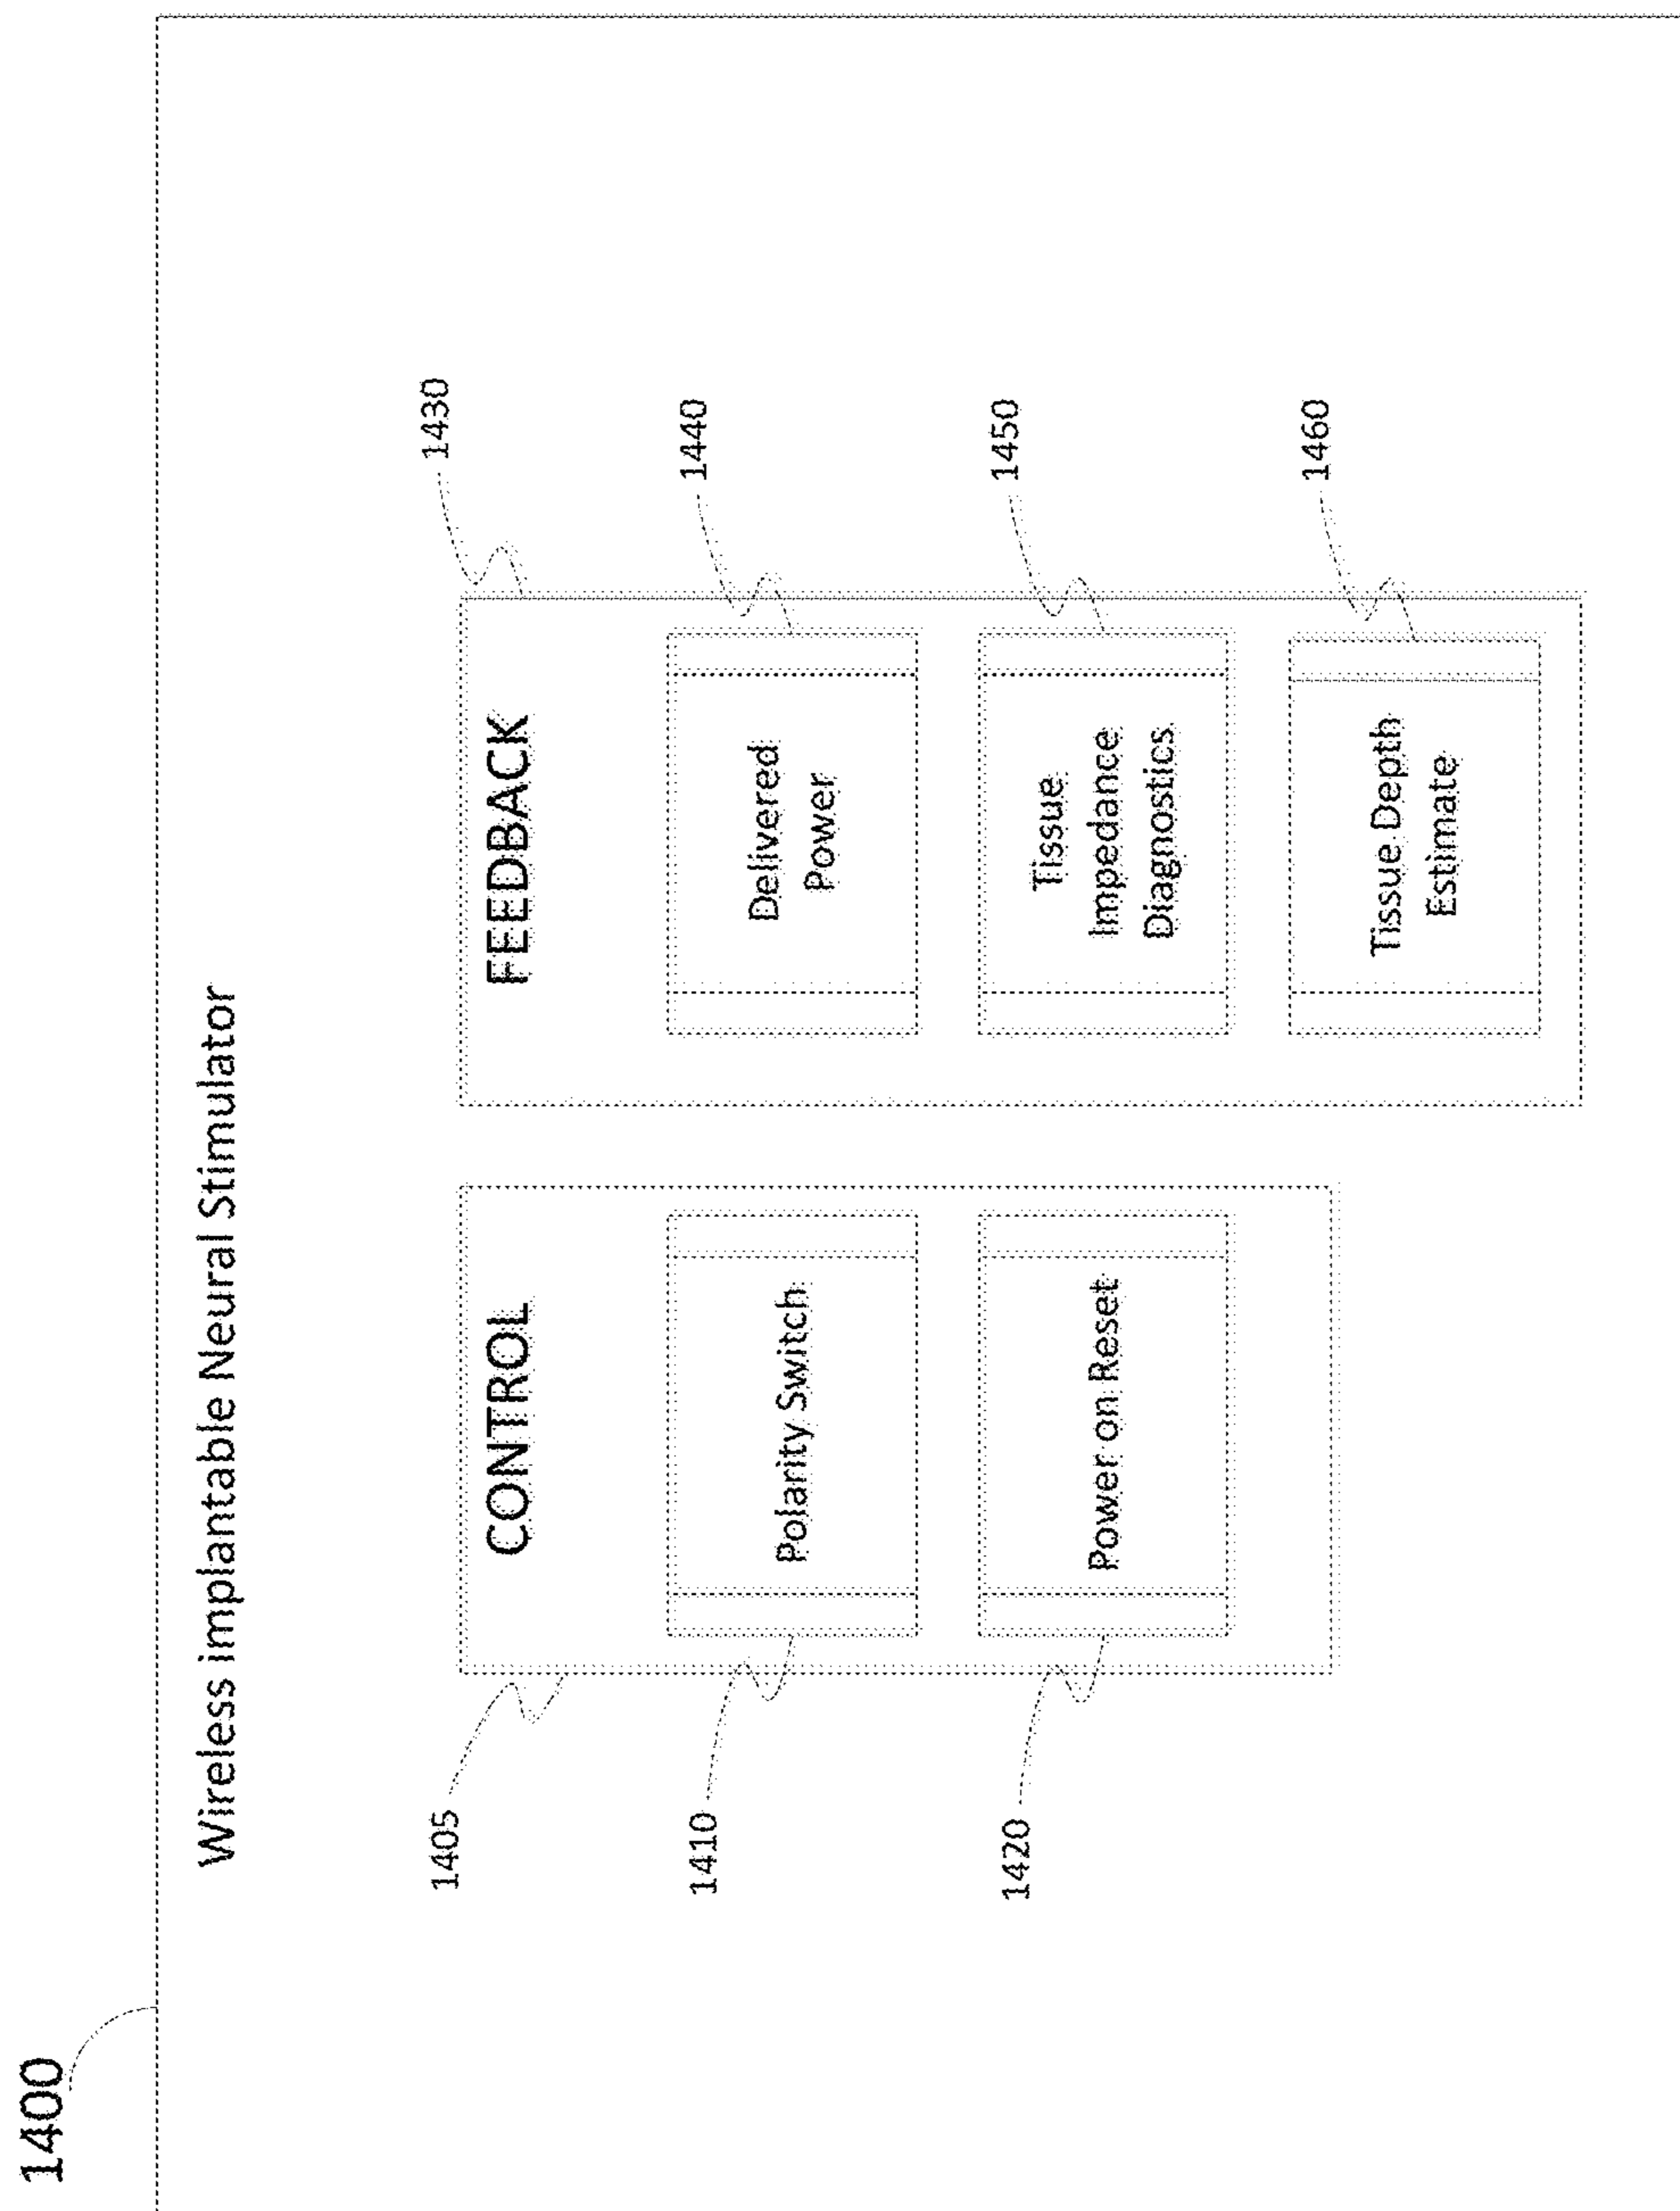 1400
Wireless implantable Neural Stimulator
1405
CONTROL
1410
Polarity Switch
1420
Power on Reset
1430
FEEDBACK
1440
Delivered
Power
1450
Tissue
Impedance
Diagnostics
1460
Tissue Depth
Estimate